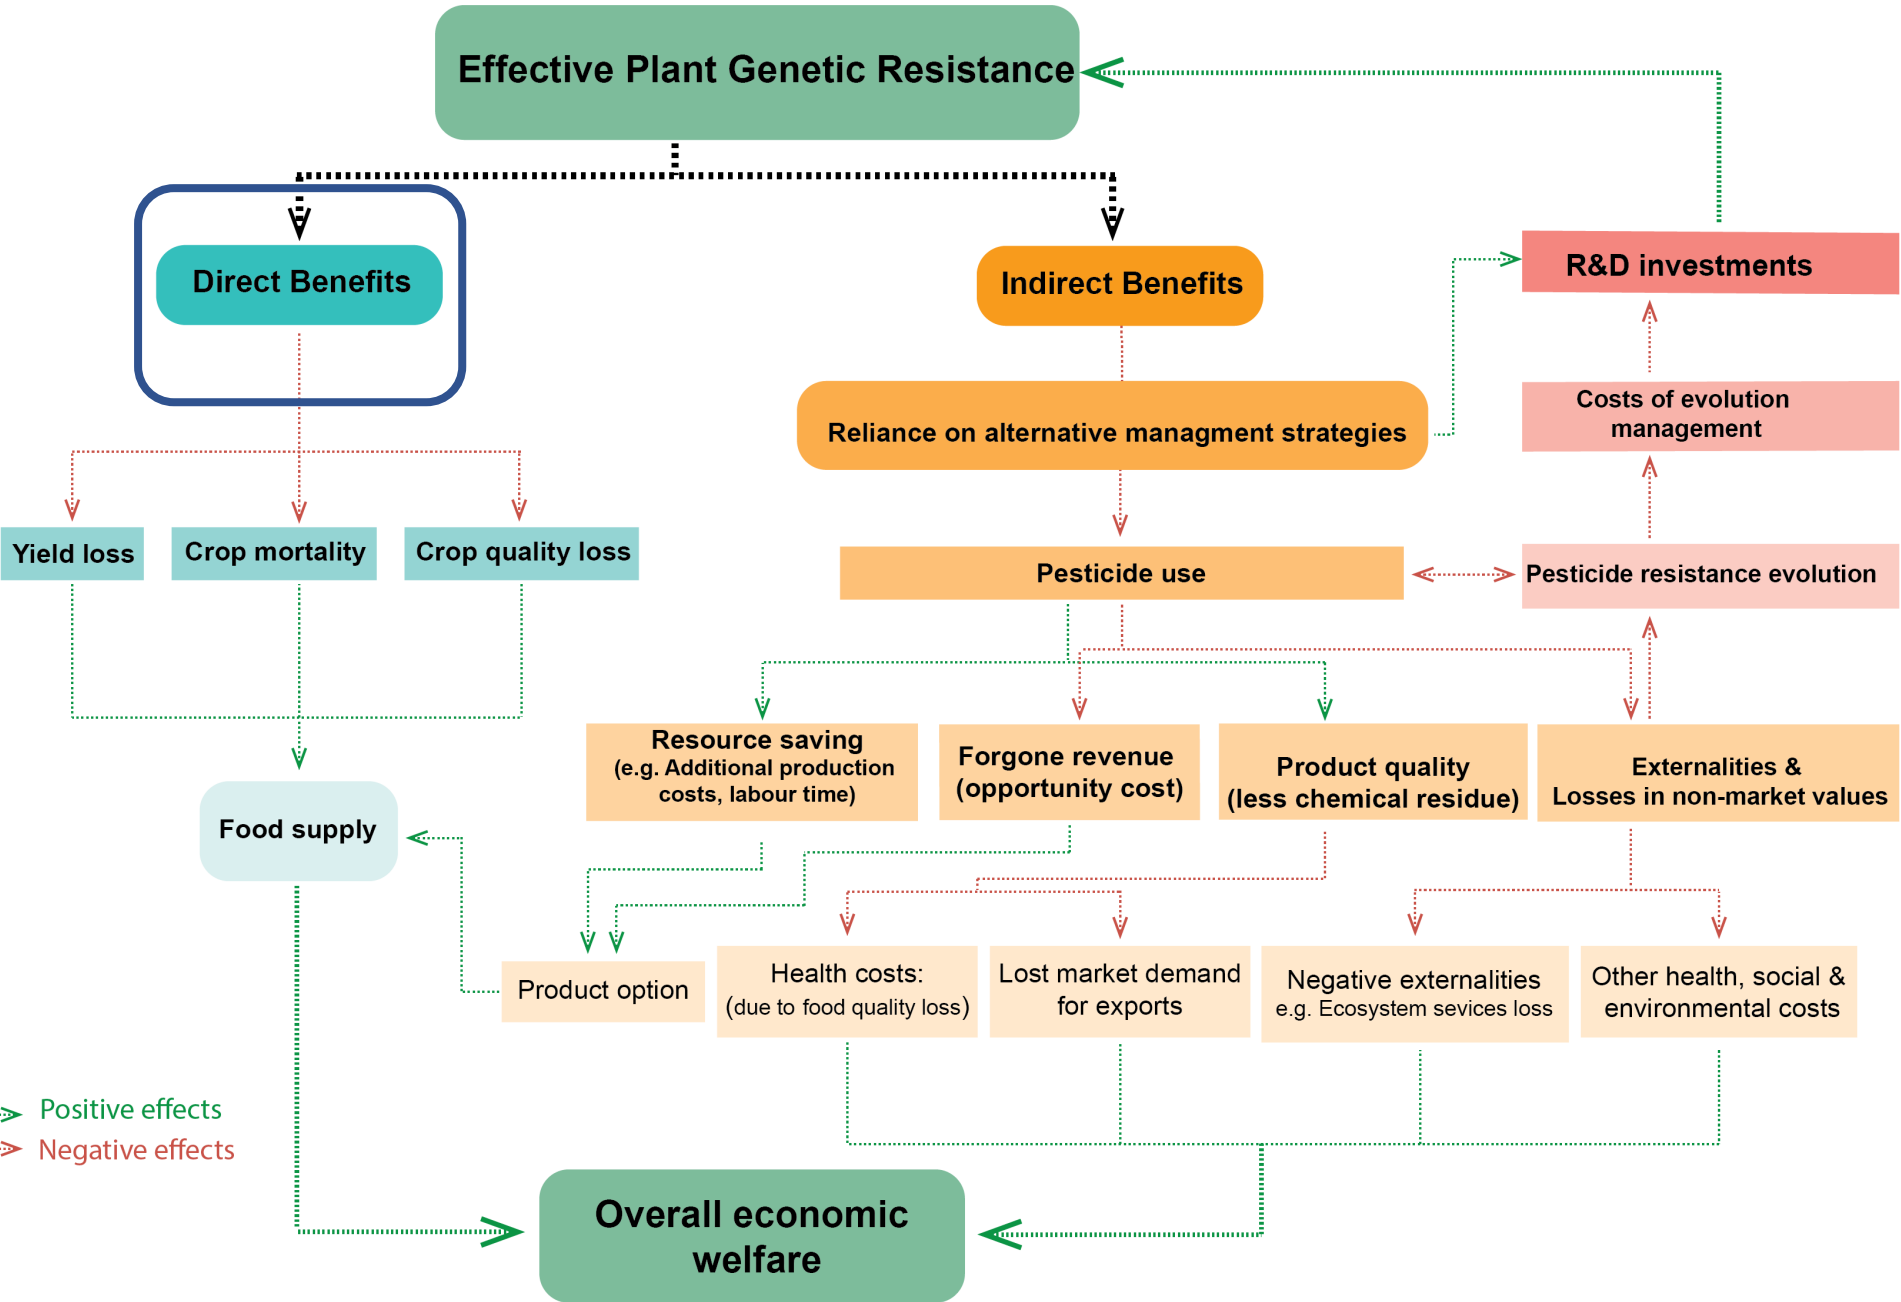 Effective Plant Genetic Resistance
Direct Benefits
Indirect Benefits
R&D investments
Reliance on alternative managment strategies
Costs of evolution
management
Yield loss
Crop mortality
Crop quality loss
Pesticide use
Pesticide resistance evolution
Resource saving
(e.g. Additional production
costs, labour time)
Forgone revenue
(opportunity cost)
Product quality
(less chemical residue)
Externalities &
Losses in non-market values
Food supply
Product option
Health costs:
(due to food quality loss)
Lost market demand
for exports
Negative externalities
e.g. Ecosystem sevices loss
Other health, social &
environmental costs
Positive effects
Negative effects
Overall economic
welfare